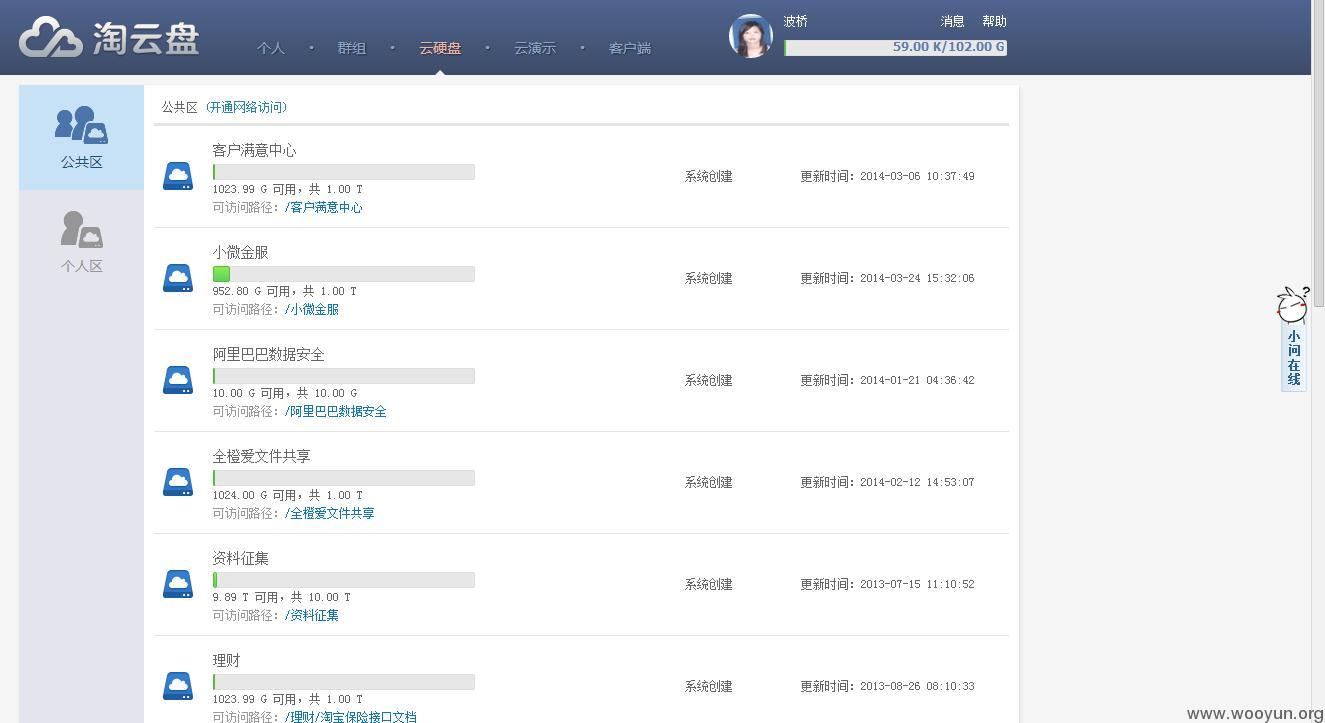 淘云盘
个人 · 群组 · 云硬盘 · 云演示 · 客户端
波桥 消息 帮助
59.00 K/102.00 G
公共区
个人区
公共区 (开通网络访问)
客户满意中心
1023.99 G 可用，共 1.00 T
可访问路径：/客户满意中心
系统创建
更新时间：2014-03-06 10:37:49
小微金服
952.80 G 可用，共 1.00 T
可访问路径：/小微金服
系统创建
更新时间：2014-03-24 15:32:06
阿里巴巴数据安全
10.00 G 可用，共 10.00 G
可访问路径：/阿里巴巴数据安全
系统创建
更新时间：2014-01-21 04:36:42
全橙爱文件共享
1024.00 G 可用，共 1.00 T
可访问路径：/全橙爱文件共享
系统创建
更新时间：2014-02-12 14:53:07
资料征集
9.89 T 可用，共 10.00 T
可访问路径：/资料征集
系统创建
更新时间：2013-07-15 11:10:52
理财
1023.99 G 可用，共 1.00 T
可访问路径：/理财/淘宝保险接口文档
系统创建
更新时间：2013-08-26 08:10:33
?
小问在线
www.wooyun.org